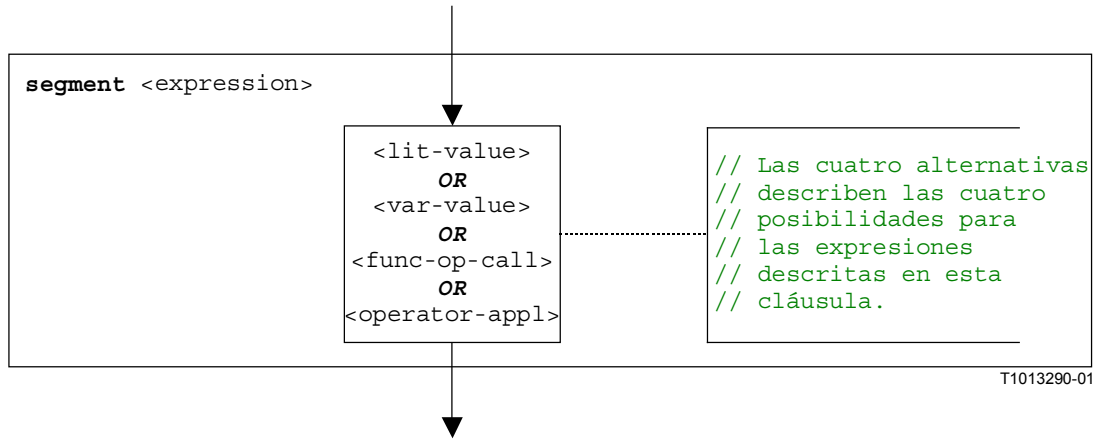 segment <expression>
<lit-value>
OR
<var-value>
OR
<func-op-call>
OR
<operator-appl>
// Las cuatro alternativas
// describen las cuatro
// posibilidades para
// las expresiones
// descritas en esta
// cláusula.
T1013290-01